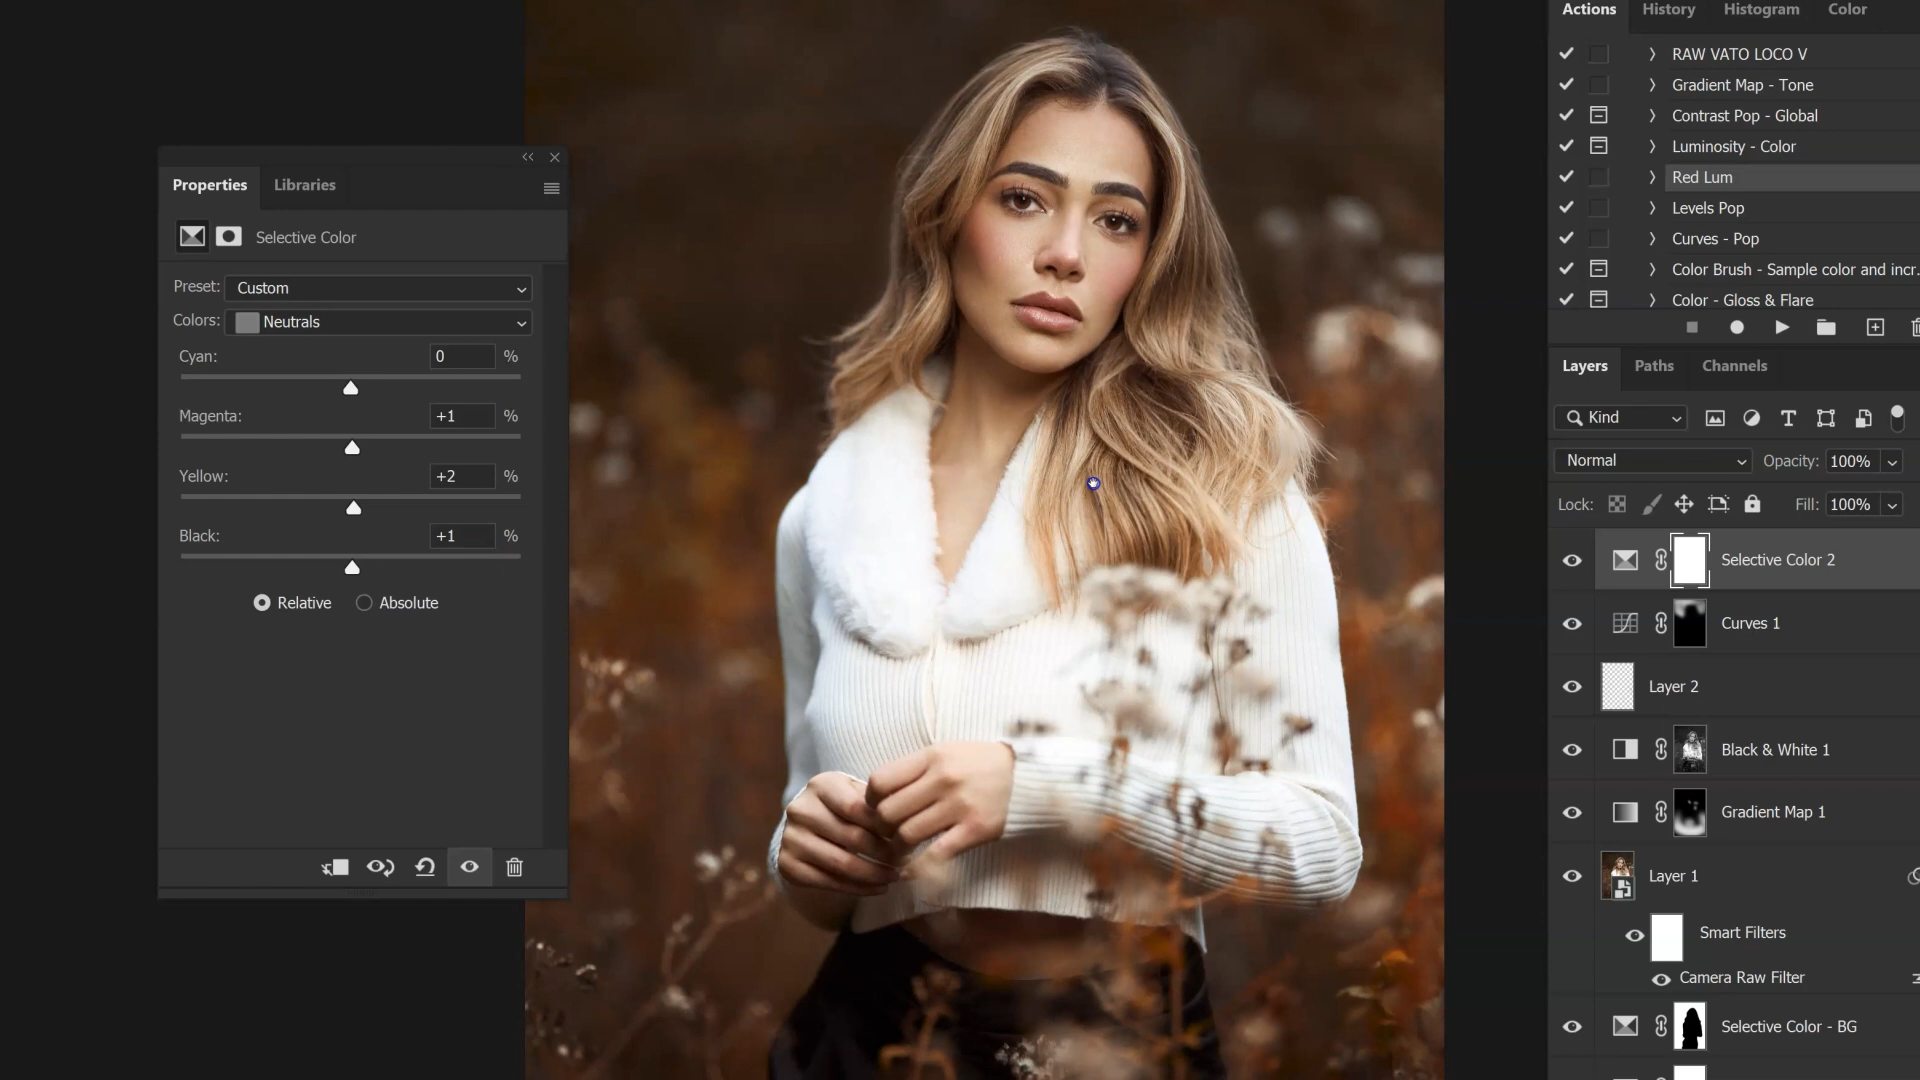 Properties
Libraries
Selective Color
Preset: Custom
Colors: Neutrals
Cyan: 0 %
Magenta: +1 %
Yellow: +2 %
Black: +1 %
Relative Absolute
Actions History Histogram Color
RAW VATO LOCO V
Gradient Map - Tone
Contrast Pop - Global
Luminosity - Color
Red Lum
Levels Pop
Curves - Pop
Color Brush - Sample color and incr.
Color - Gloss & Flare
Layers Paths Channels
Kind
Normal Opacity: 100%
Lock: Fill: 100%
Selective Color 2
Curves 1
Layer 2
Black & White 1
Gradient Map 1
Layer 1
Smart Filters
Camera Raw Filter
Selective Color - BG